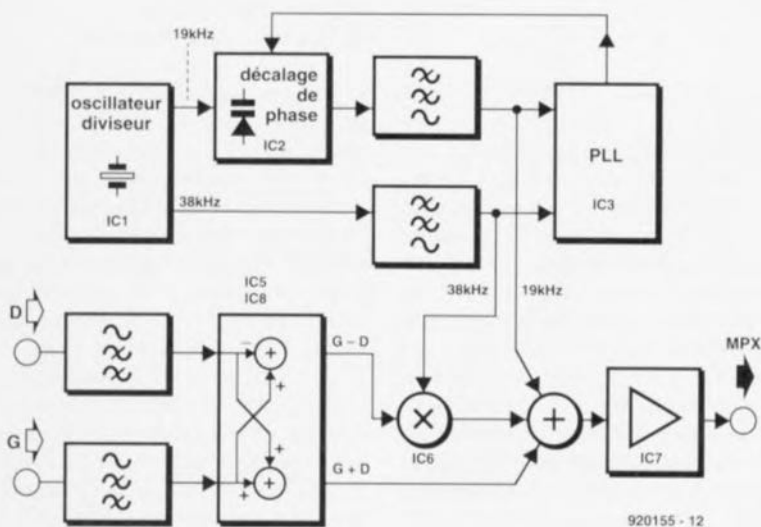 19kHz
oscillateur
diviseur
IC1
décalage
de
phase
IC2
PLL
IC3
38kHz
38kHz
19kHz
D
G
IC5
IC8
−
+
+
+
+
+
G − D
G + D
×
IC6
+
IC7
MPX
920155 - 12